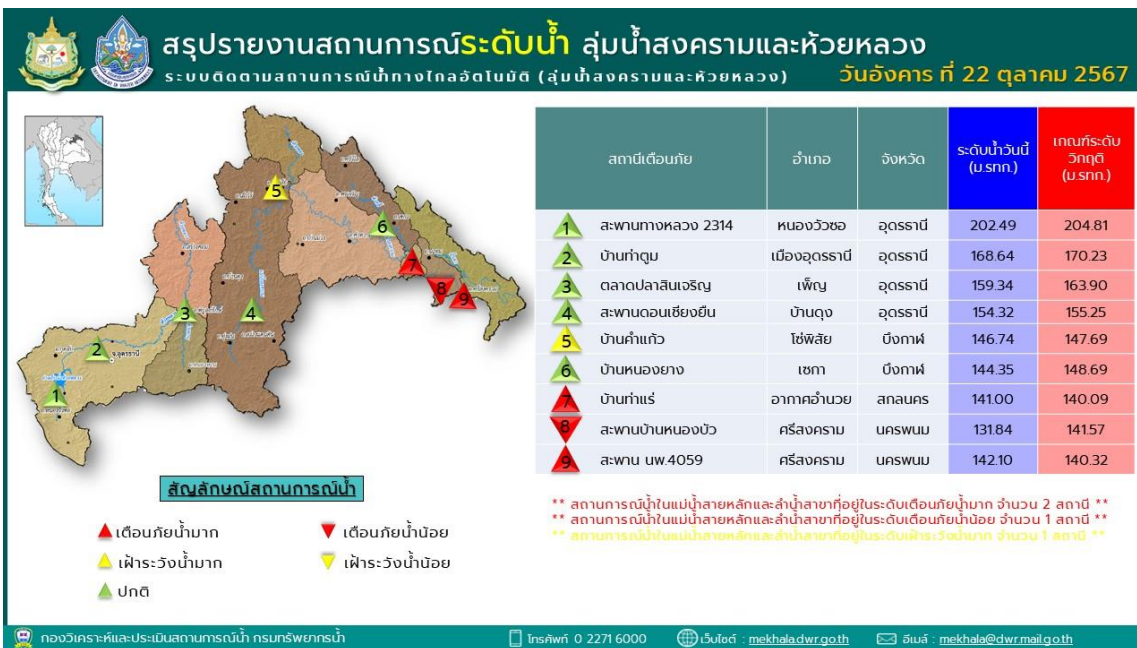 สรุปรายงานสถานการณ์ระดับน้ำ ลุ่มน้ำสงครามและห้วยหลวง
ระบบติดตามสถานการณ์น้ำทางไกลอัตโนมัติ (ลุ่มน้ำสงครามและห้วยหลวง)
วันอังคาร ที่ 22 ตุลาคม 2567
สถานีเตือนภัย อำเภอ จังหวัด ระดับน้ำวันนี้ (ม.รทก.) เกณฑ์ระดับวิกฤติ (ม.รทก.)
1 สะพานทางหลวง 2314 หนองวัวซอ อุดรธานี 202.49 204.81
2 บ้านท่าตูม เมืองอุดรธานี อุดรธานี 168.64 170.23
3 ตลาดปลาสินเจริญ เพ็ญ อุดรธานี 159.34 163.90
4 สะพานดอนเชียงยืน บ้านดุง อุดรธานี 154.32 155.25
5 บ้านคำแก้ว โซ่พิสัย บึงกาฬ 146.74 147.69
6 บ้านหนองยาง เซกา บึงกาฬ 144.35 148.69
7 บ้านท่าแร่ อากาศอำนวย สกลนคร 141.00 140.09
8 สะพานบ้านหนองบัว ศรีสงคราม นครพนม 131.84 141.57
9 สะพาน นพ.4059 ศรีสงคราม นครพนม 142.10 140.32
5
6
7
8
9
3
4
2
จ.อุดรธานี
1
สัญลักษณ์สถานการณ์น้ำ
เตือนภัยน้ำมาก
เตือนภัยน้ำน้อย
เฝ้าระวังน้ำมาก
เฝ้าระวังน้ำน้อย
ปกติ
** สถานการณ์น้ำในแม่น้ำสายหลักและลำน้ำสาขาที่อยู่ในระดับเตือนภัยน้ำมาก จำนวน 2 สถานี **
** สถานการณ์น้ำในแม่น้ำสายหลักและลำน้ำสาขาที่อยู่ในระดับเตือนภัยน้ำน้อย จำนวน 1 สถานี **
** สถานการณ์น้ำในแม่น้ำสายหลักและลำน้ำสาขาที่อยู่ในระดับเฝ้าระวังน้ำมาก จำนวน 1 สถานี **
กองวิเคราะห์และประเมินสถานการณ์น้ำ กรมทรัพยากรน้ำ
โทรศัพท์ 0 2271 6000
เว็บไซต์ : mekhala.dwr.go.th
อีเมล์ : mekhala@dwr.mail.go.th